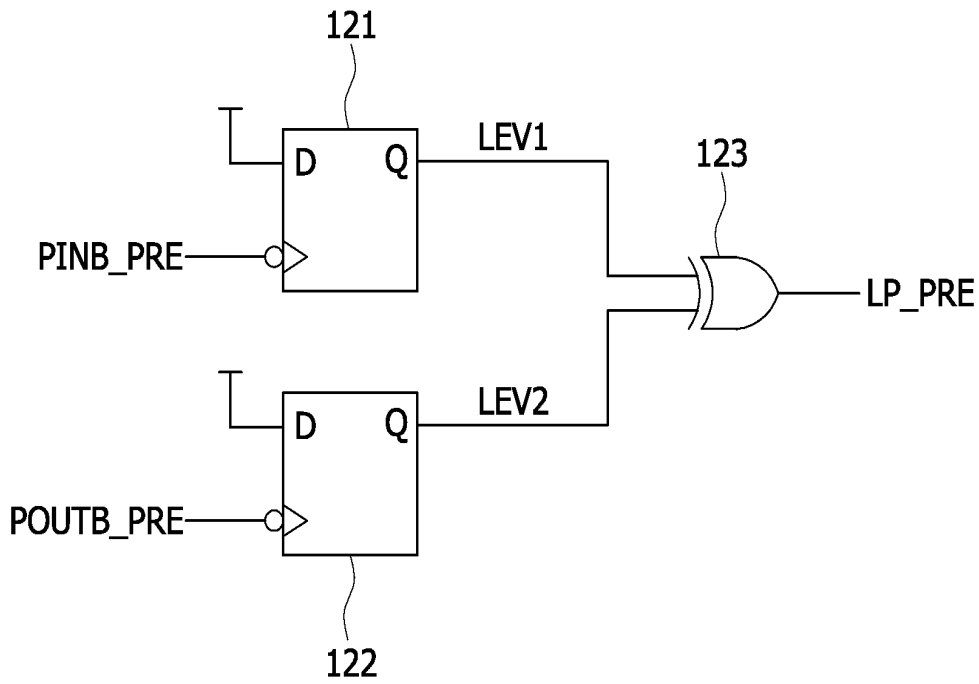 121
D
Q
LEV1
PINB_PRE
123
LP_PRE
D
Q
LEV2
POUTB_PRE
122